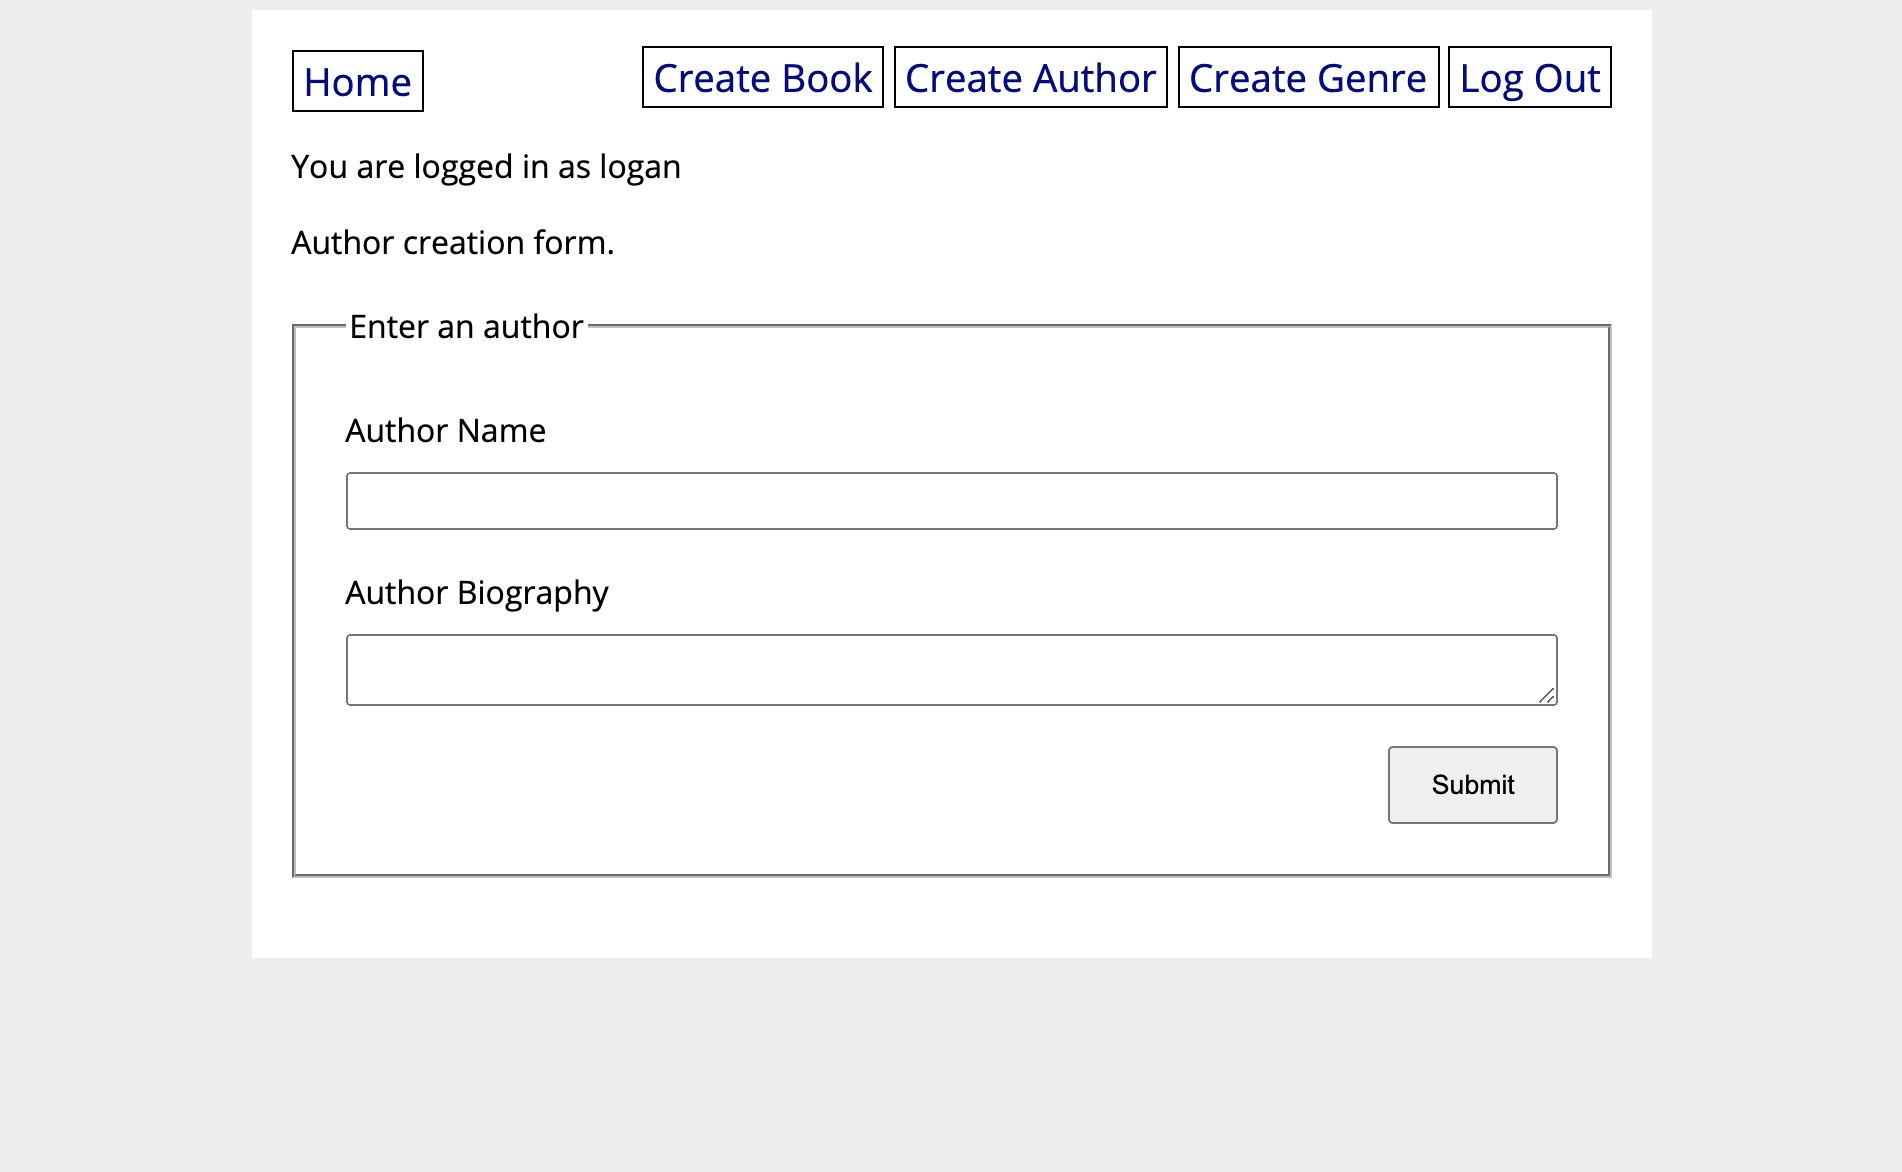 Home Create Book Create Author Create Genre Log Out
You are logged in as logan
Author creation form.
Enter an author
Author Name
Author Biography
Submit